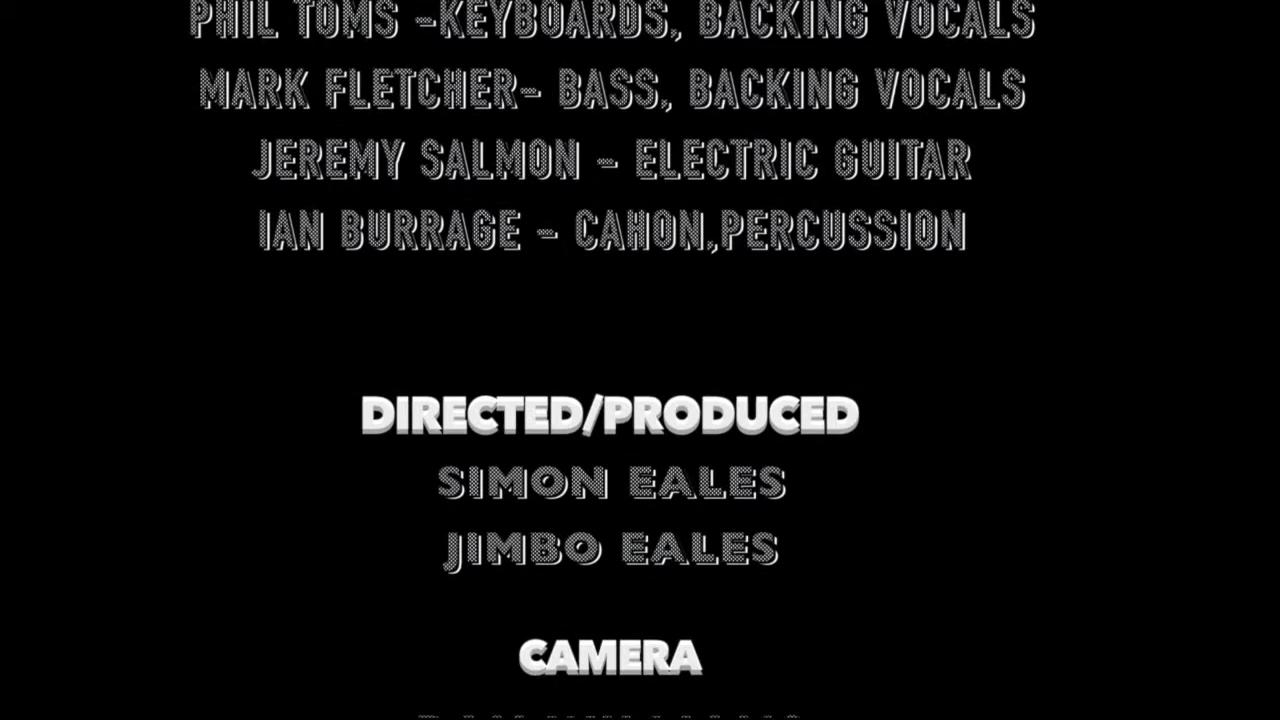 PHIL TOMS -KEYBOARDS, BACKING VOCALS
MARK FLETCHER- BASS, BACKING VOCALS
JEREMY SALMON - ELECTRIC GUITAR
IAN BURRAGE - CAHON,PERCUSSION
DIRECTED/PRODUCED
SIMON EALES
JIMBO EALES
CAMERA